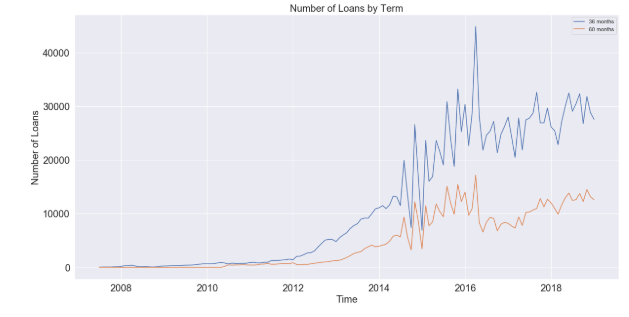 Number of Loans by Term
36 months
60 months
Number of Loans
40000
30000
20000
10000
0
2008 2010 2012 2014 2016 2018
Time